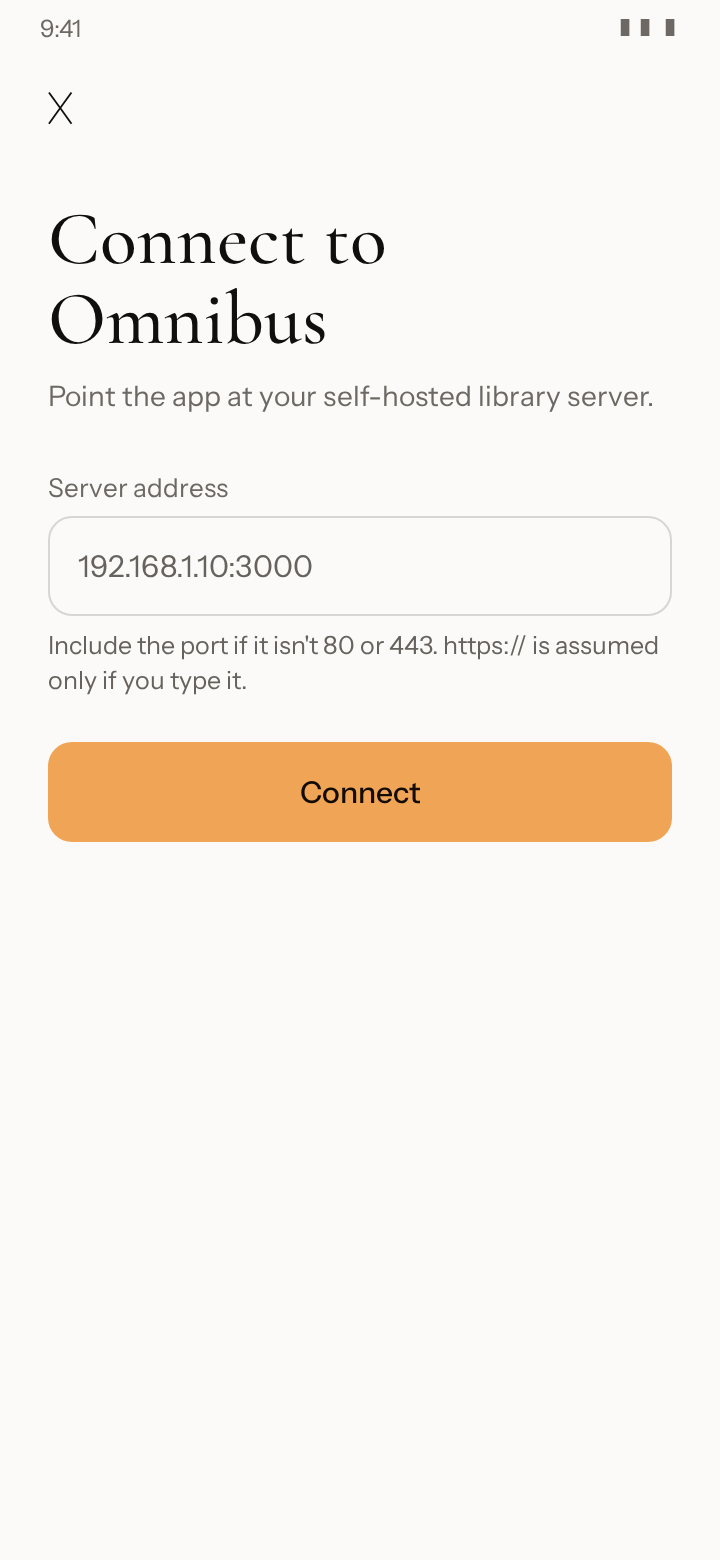 9:41
X
Connect to
Omnibus
Point the app at your self-hosted library server.
Server address
192.168.1.10:3000
Include the port if it isn't 80 or 443. https:// is assumed
only if you type it.
Connect